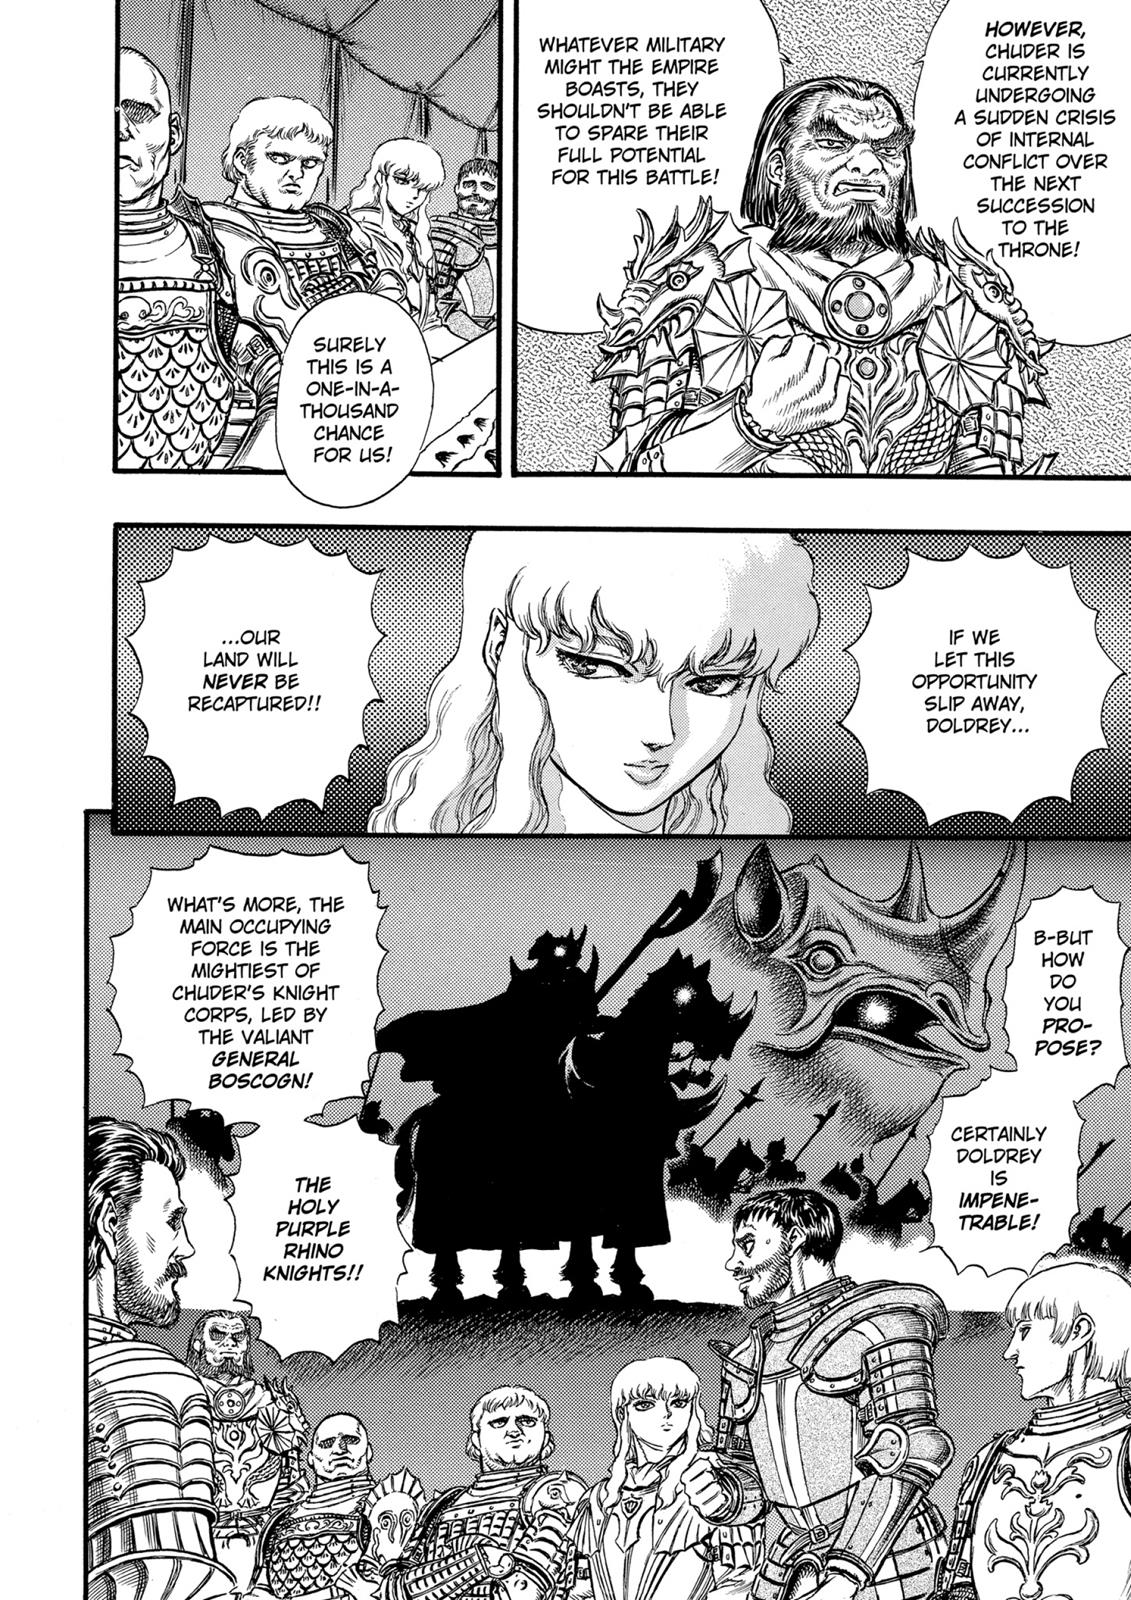 HOWEVER,
CHUDER IS
CURRENTLY
UNDERGOING
A SUDDEN CRISIS
OF INTERNAL
CONFLICT OVER
THE NEXT
SUCCESSION
TO THE
THRONE!
WHATEVER MILITARY
MIGHT THE EMPIRE
BOASTS, THEY
SHOULDN'T BE ABLE
TO SPARE THEIR
FULL POTENTIAL
FOR THIS BATTLE!
SURELY
THIS IS A
ONE-IN-A-
THOUSAND
CHANCE
FOR US!
IF WE
LET THIS
OPPORTUNITY
SLIP AWAY,
DOLDREY...
...OUR
LAND WILL
NEVER BE
RECAPTURED!!
B-BUT
HOW
DO
YOU
PRO-
POSE?
CERTAINLY
DOLDREY
IS
IMPENE-
TRABLE!
WHAT'S MORE, THE
MAIN OCCUPYING
FORCE IS THE
MIGHTIEST OF
CHUDER'S KNIGHT
CORPS, LED BY
THE VALIANT
GENERAL
BOSCOGN!
THE
HOLY
PURPLE
RHINO
KNIGHTS!!